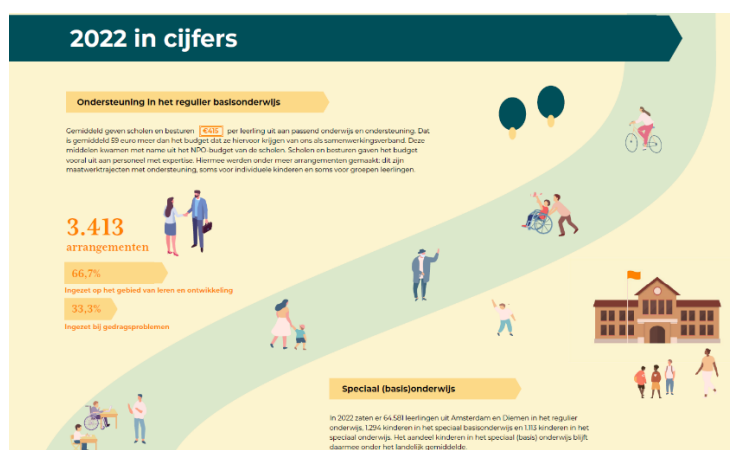 2022 in cijfers
Ondersteuning in het regulier basisonderwijs
Gemiddeld geven scholen en besturen €415 per leerling uit aan passend onderwijs en ondersteuning. Dat
is gemiddeld 59 euro meer dan het budget dat ze hiervoor krijgen van ons als samenwerkingsverband. Deze
middelen kwamen met name uit het NPO-budget van de scholen. Scholen en besturen gaven het budget
vooral uit aan personeel met expertise. Hiermee werden onder meer arrangementen gemaakt: dit zijn
maatwerktrajecten met ondersteuning, soms voor individuele kinderen en soms voor groepen leerlingen.
3.413
arrangementen
66,7%
Ingezet op het gebied van leren en ontwikkeling
33,3%
Ingezet bij gedragsproblemen
Speciaal (basis)onderwijs
In 2022 zaten er 64.581 leerlingen uit Amsterdam en Diemen in het regulier
onderwijs, 1.294 kinderen in het speciaal basisonderwijs en 1.113 kinderen in het
speciaal onderwijs. Het aandeel kinderen in het speciaal (basis) onderwijs blijft
daarmee onder het landelijk gemiddelde.